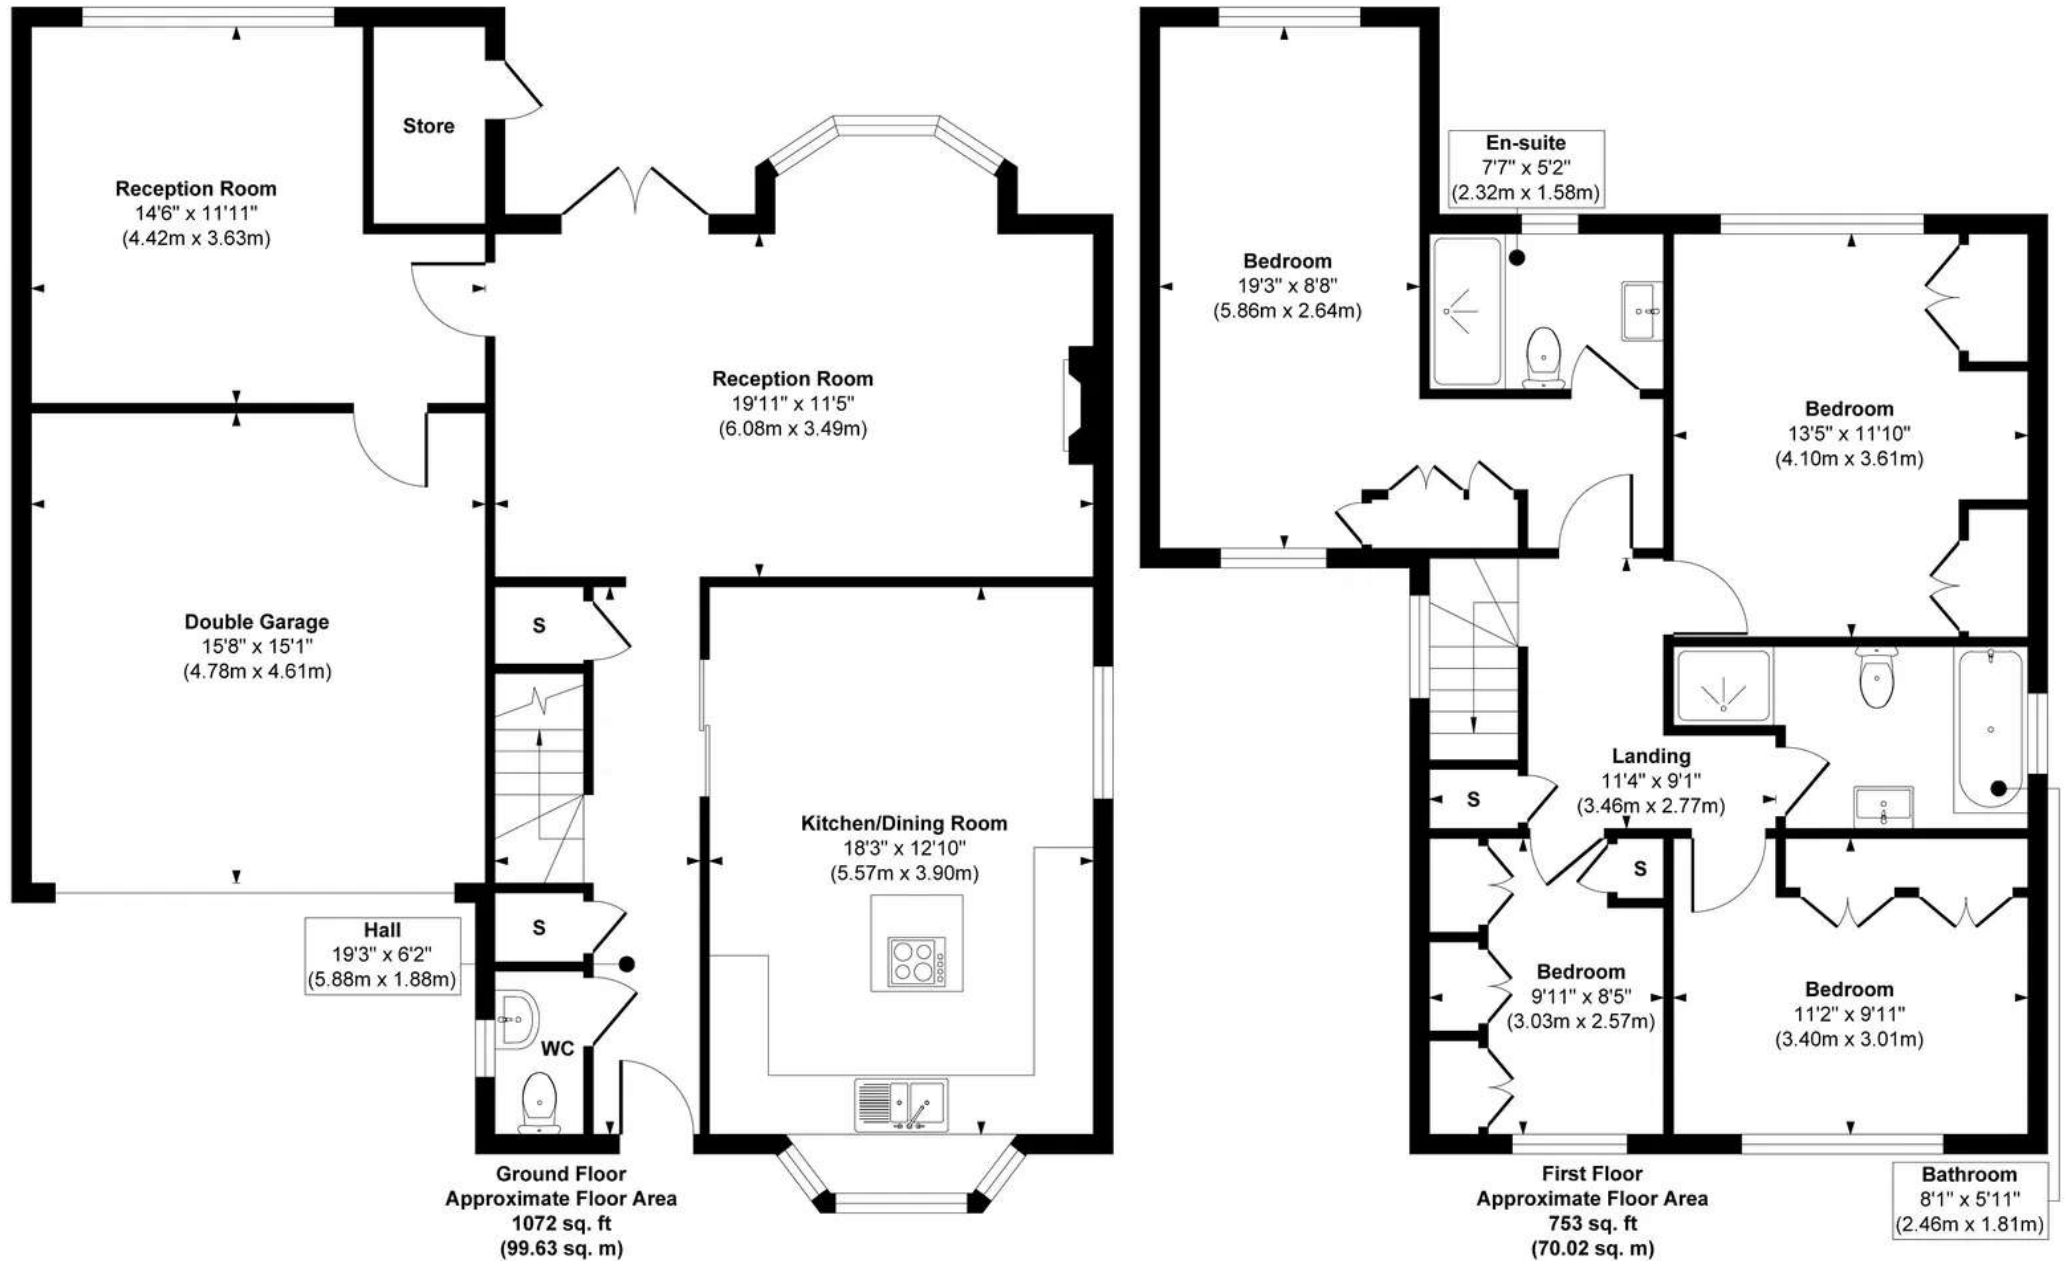 Store
Reception Room
14'6" x 11'11"
(4.42m x 3.63m)
Reception Room
19'11" x 11'5"
(6.08m x 3.49m)
Double Garage
15'8" x 15'1"
(4.78m x 4.61m)
S
Kitchen/Dining Room
18'3" x 12'10"
(5.57m x 3.90m)
S
Hall
19'3" x 6'2"
(5.88m x 1.88m)
WC
Ground Floor
Approximate Floor Area
1072 sq. ft
(99.63 sq. m)
En-suite
7'7" x 5'2"
(2.32m x 1.58m)
Bedroom
19'3" x 8'8"
(5.86m x 2.64m)
Bedroom
13'5" x 11'10"
(4.10m x 3.61m)
Landing
11'4" x 9'1"
(3.46m x 2.77m)
S
S
Bedroom
9'11" x 8'5"
(3.03m x 2.57m)
Bedroom
11'2" x 9'11"
(3.40m x 3.01m)
First Floor
Approximate Floor Area
753 sq. ft
(70.02 sq. m)
Bathroom
8'1" x 5'11"
(2.46m x 1.81m)